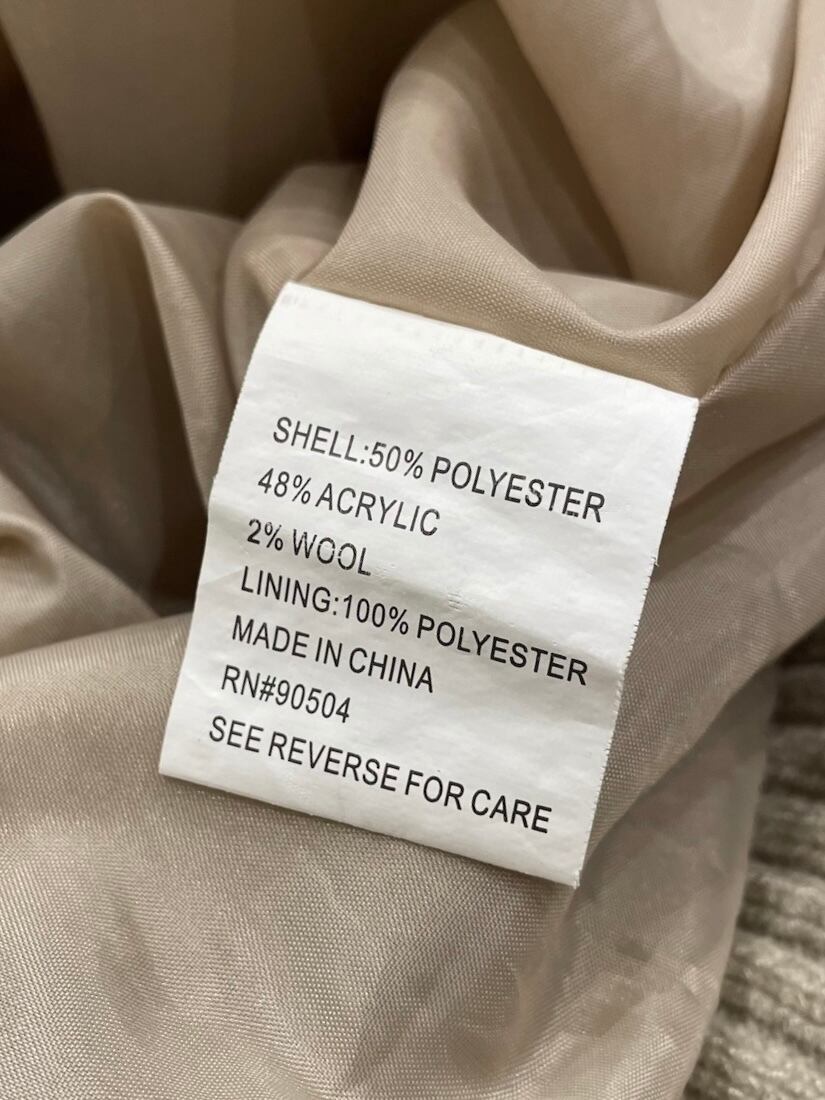 SHELL:50% POLYESTER
48% ACRYLIC
2% WOOL
LINING:100% POLYESTER
MADE IN CHINA
RN#90504
SEE REVERSE FOR CARE